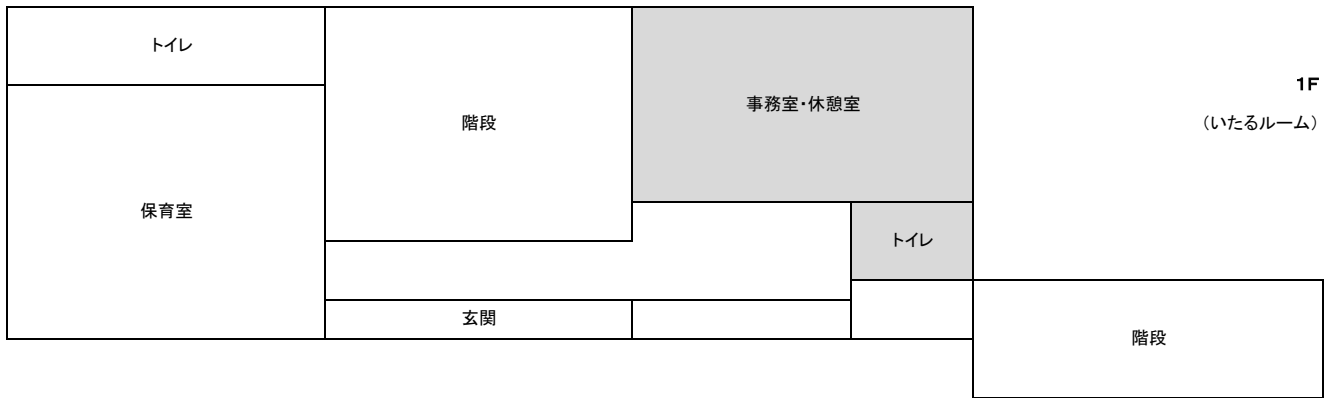 トイレ
1F
事務室・休憩室
階段
(いたるルーム)
保育室
トイレ
玄関
階段